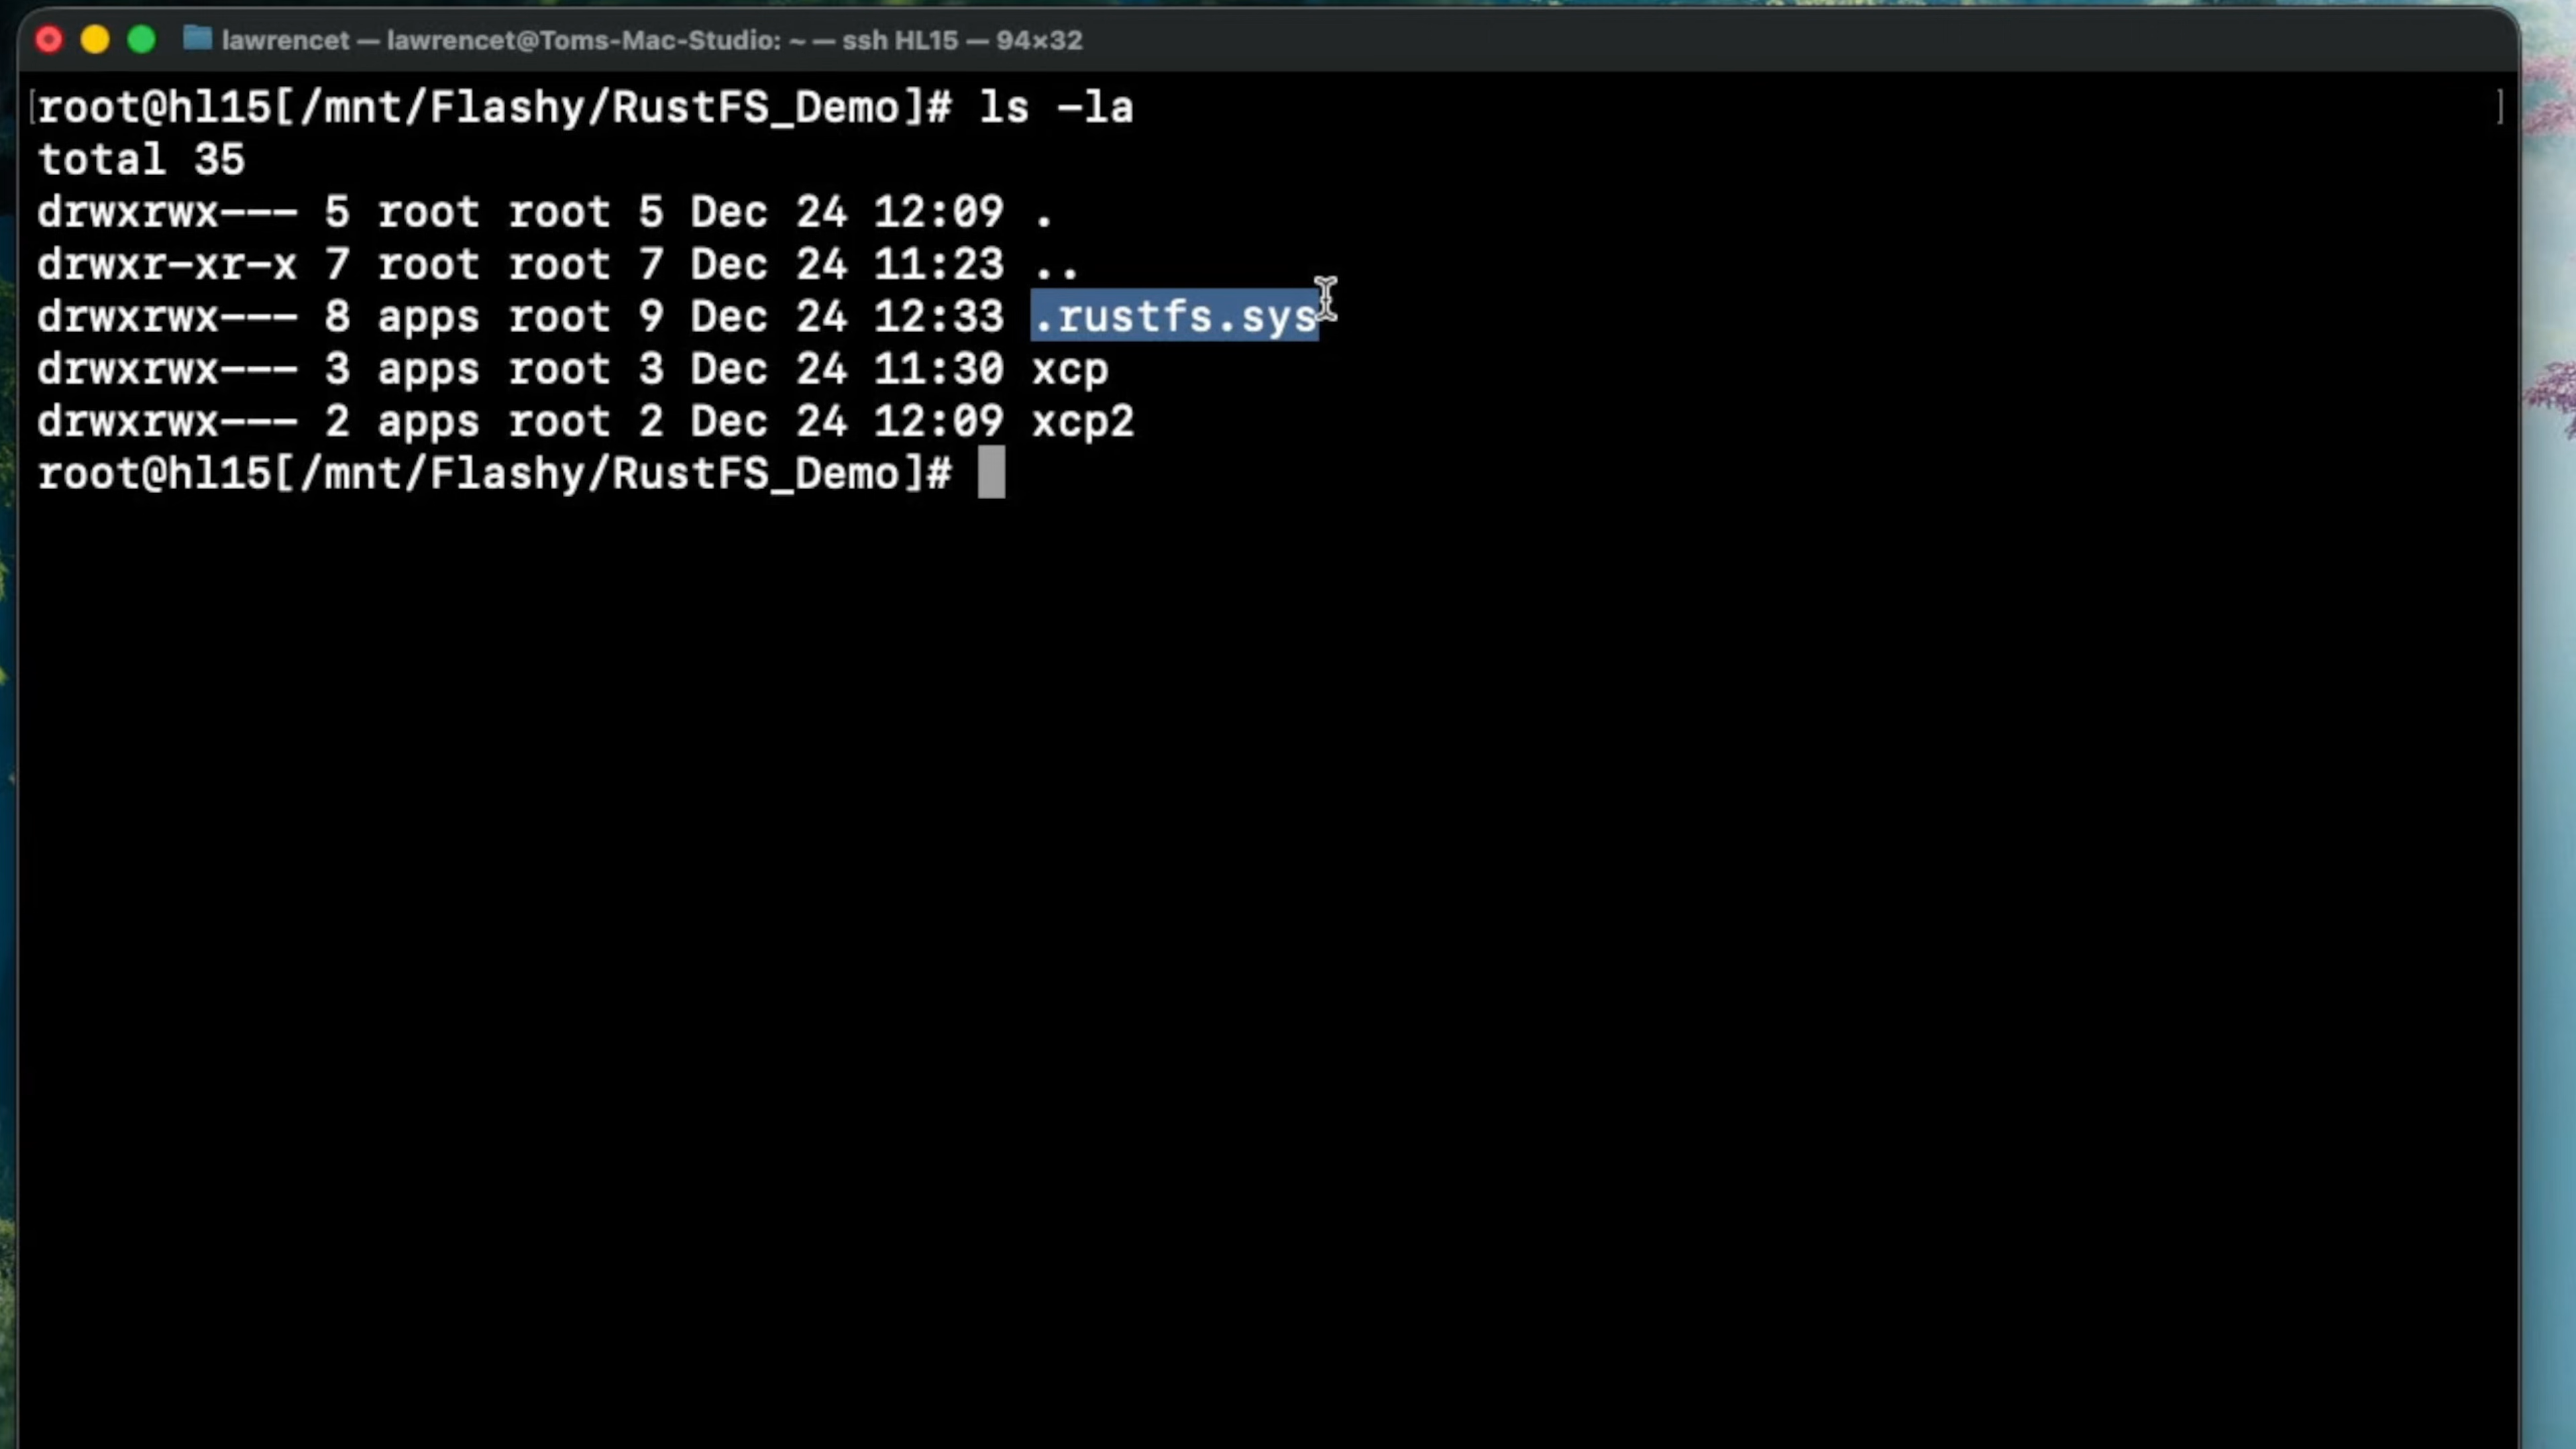 lawrencet — lawrencet@Toms-Mac-Studio: ~ — ssh HL15 — 94×32
[root@hl15[/mnt/Flashy/RustFS_Demo]# ls -la ]
total 35
drwxrwx--- 5 root root 5 Dec 24 12:09 .
drwxr-xr-x 7 root root 7 Dec 24 11:23 ..
drwxrwx--- 8 apps root 9 Dec 24 12:33 .rustfs.sys
drwxrwx--- 3 apps root 3 Dec 24 11:30 xcp
drwxrwx--- 2 apps root 2 Dec 24 12:09 xcp2
root@hl15[/mnt/Flashy/RustFS_Demo]#